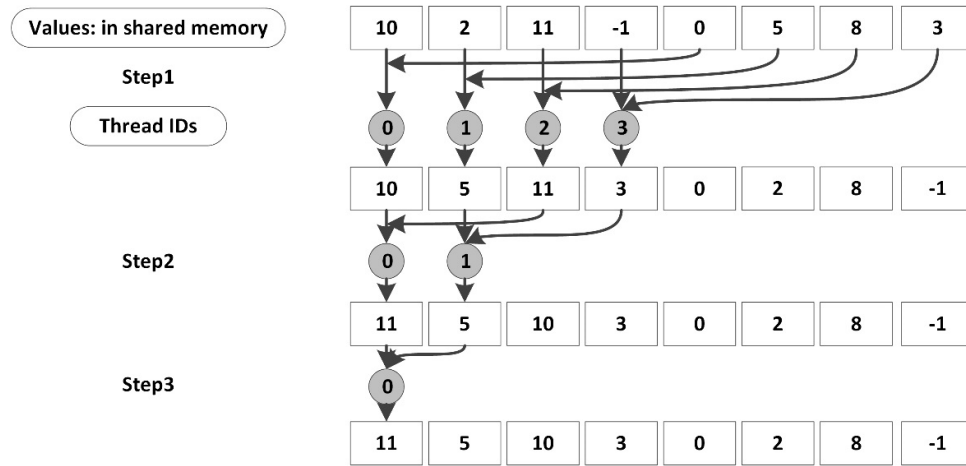 Values: in shared memory
10 2 11 -1 0 5 8 3
Step1
Thread IDs
0 1 2 3
10 5 11 3 0 2 8 -1
Step2
0 1
11 5 10 3 0 2 8 -1
Step3
0
11 5 10 3 0 2 8 -1